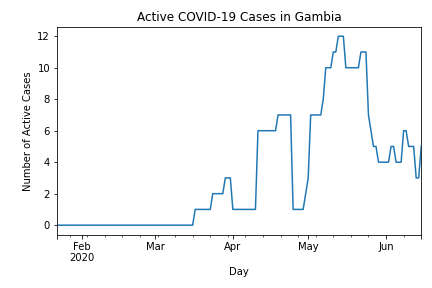 Active COVID-19 Cases in Gambia
12
10
8
6
4
2
0
Number of Active Cases
Feb
2020
Mar
Apr
May
Jun
Day